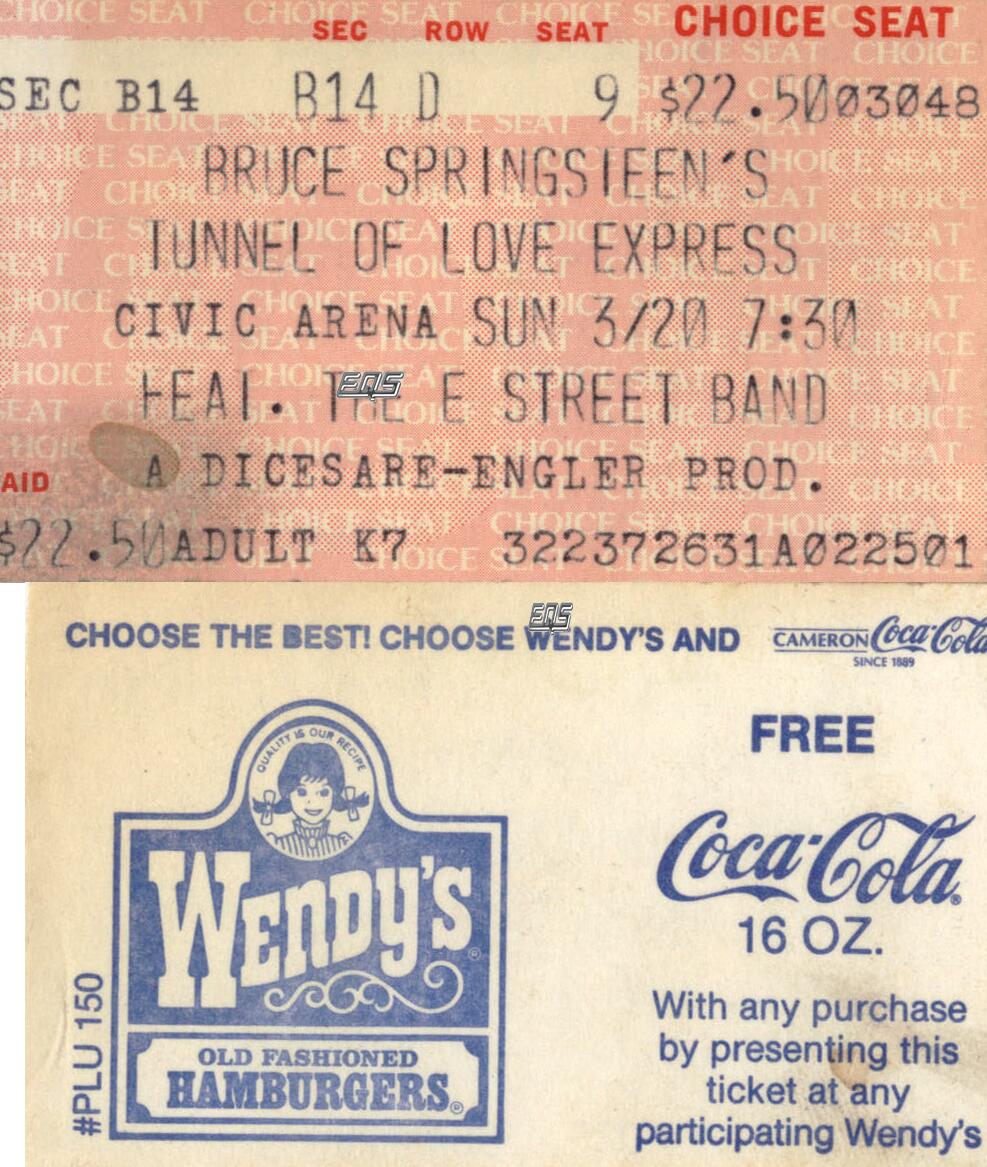 SEC ROW SEAT CHOICE SEAT
SEC B14 B14 D 9 $22.50 03048
BRUCE SPRINGSTEEN'S
TUNNEL OF LOVE EXPRESS
CIVIC ARENA SUN 3/20 7:30
FEAT. THE E STREET BAND
EQS
A DICESARE-ENGLER PROD.
AID
$22.50 ADULT K7 322372631A022501
EQS
CHOOSE THE BEST! CHOOSE WENDY'S AND CAMERON Coca-Cola
SINCE 1889
FREE
QUALITY IS OUR RECIPE
Coca-Cola®
16 OZ.
WENDY'S®
OLD FASHIONED
HAMBURGERS®
#PLU 150
With any purchase
by presenting this
ticket at any
participating Wendy's